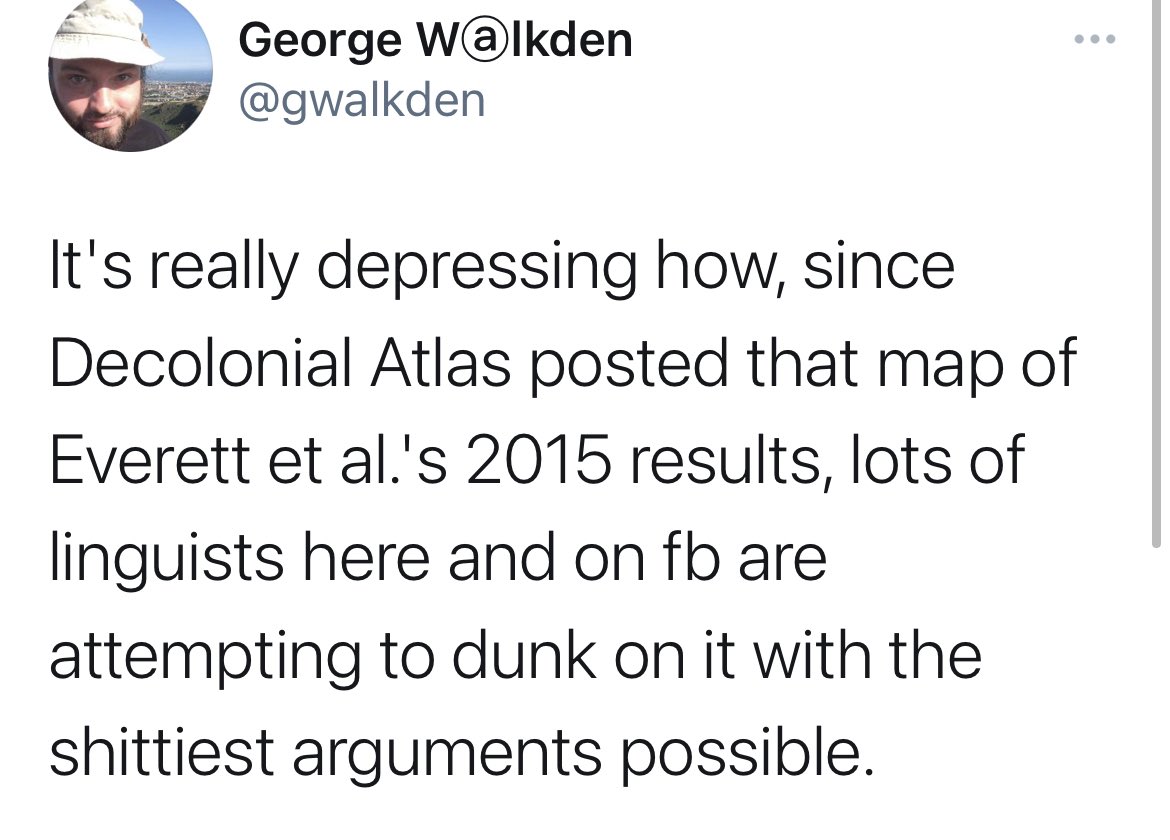 George Wⓐlkden
@gwalkden
It's really depressing how, since
Decolonial Atlas posted that map of
Everett et al.'s 2015 results, lots of
linguists here and on fb are
attempting to dunk on it with the
shittiest arguments possible.